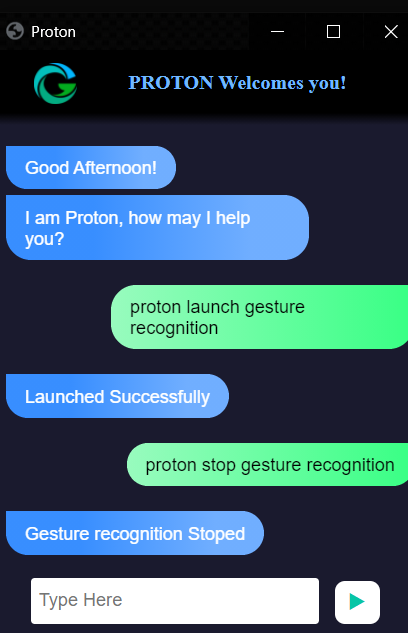 Proton
PROTON Welcomes you!
Good Afternoon!
I am Proton, how may I help
you?
proton launch gesture
recognition
Launched Successfully
proton stop gesture recognition
Gesture recognition Stoped
Type Here